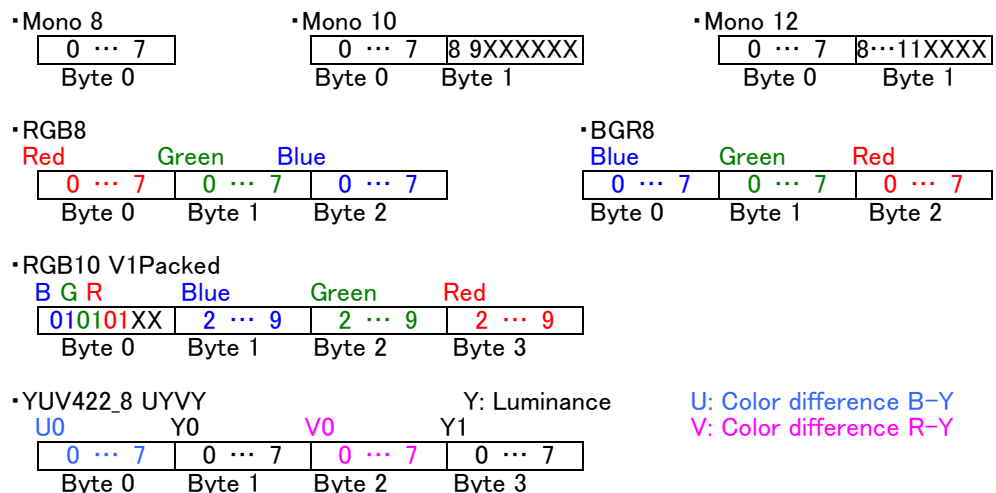 ・Mono 8 ・Mono 10 ・Mono 12
0 … 7 0 … 7 8 9XXXXXX 0 … 7 8…11XXXX
Byte 0 Byte 0 Byte 1 Byte 0 Byte 1
・RGB8 ・BGR8
Red Green Blue Blue Green Red
0 … 7 0 … 7 0 … 7 0 … 7 0 … 7 0 … 7
Byte 0 Byte 1 Byte 2 Byte 0 Byte 1 Byte 2
・RGB10 V1Packed
B G R Blue Green Red
010101XX 2 … 9 2 … 9 2 … 9
Byte 0 Byte 1 Byte 2 Byte 3
・YUV422_8 UYVY Y: Luminance U: Color difference B-Y
U0 Y0 V0 Y1 V: Color difference R-Y
0 … 7 0 … 7 0 … 7 0 … 7
Byte 0 Byte 1 Byte 2 Byte 3